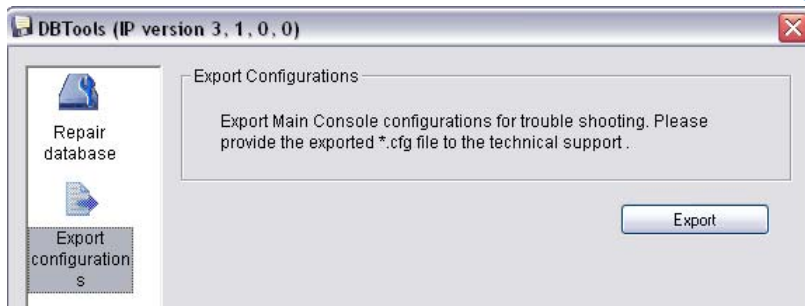 DBTools (IP version 3, 1, 0, 0)
Repair
database
Export
configuration
s
Export Configurations
Export Main Console configurations for trouble shooting. Please
provide the exported *.cfg file to the technical support .
Export